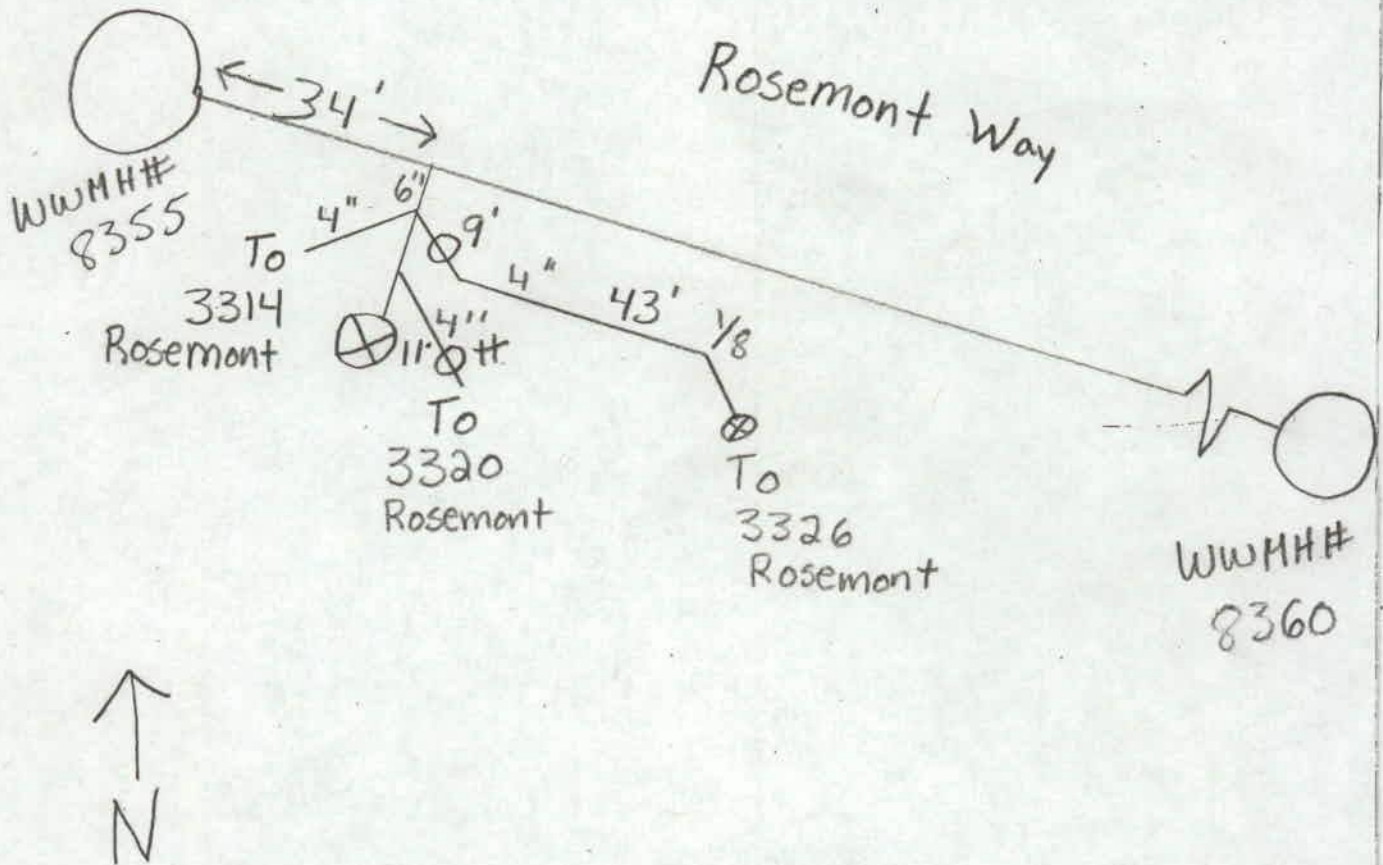 34'
Rosemont Way
WWMH#
8355
6"
4"
9'
To
3314
Rosemont
4"
43'
1/8
4"
11'
To
3320
Rosemont
To
3326
Rosemont
WWMH#
8360
N